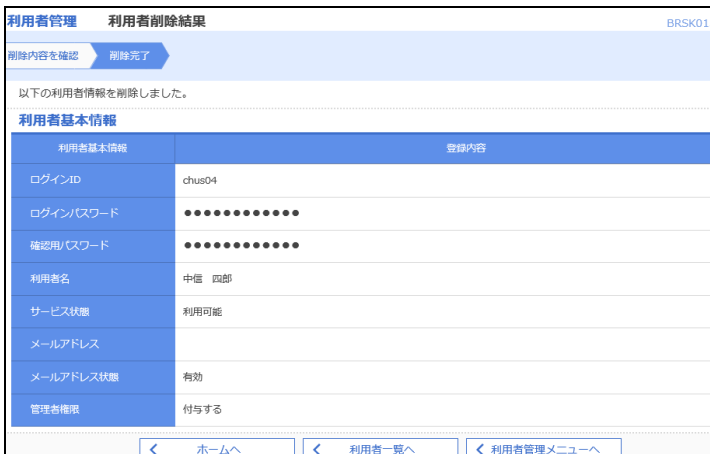 利用者管理 利用者削除結果 BRSK01
削除内容を確認 削除完了
以下の利用者情報を削除しました。
利用者基本情報
利用者基本情報 登録内容
ログインID chus04
ログインパスワード ●●●●●●●●●●●●
確認用パスワード ●●●●●●●●●●●●
利用者名 中信 四郎
サービス状態 利用可能
メールアドレス
メールアドレス状態 有効
管理者権限 付与する
ホームへ 利用者一覧へ 利用者管理メニューへ